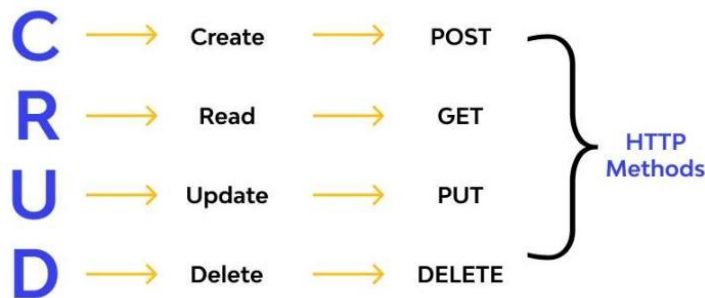 C Create POST
R Read GET
U Update PUT
D Delete DELETE
HTTP
Methods